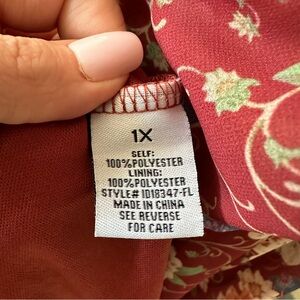 1X
SELF:
100%POLYESTER
LINING:
100%POLYESTER
STYLE# ID18347-FL
MADE IN CHINA
SEE REVERSE
FOR CARE